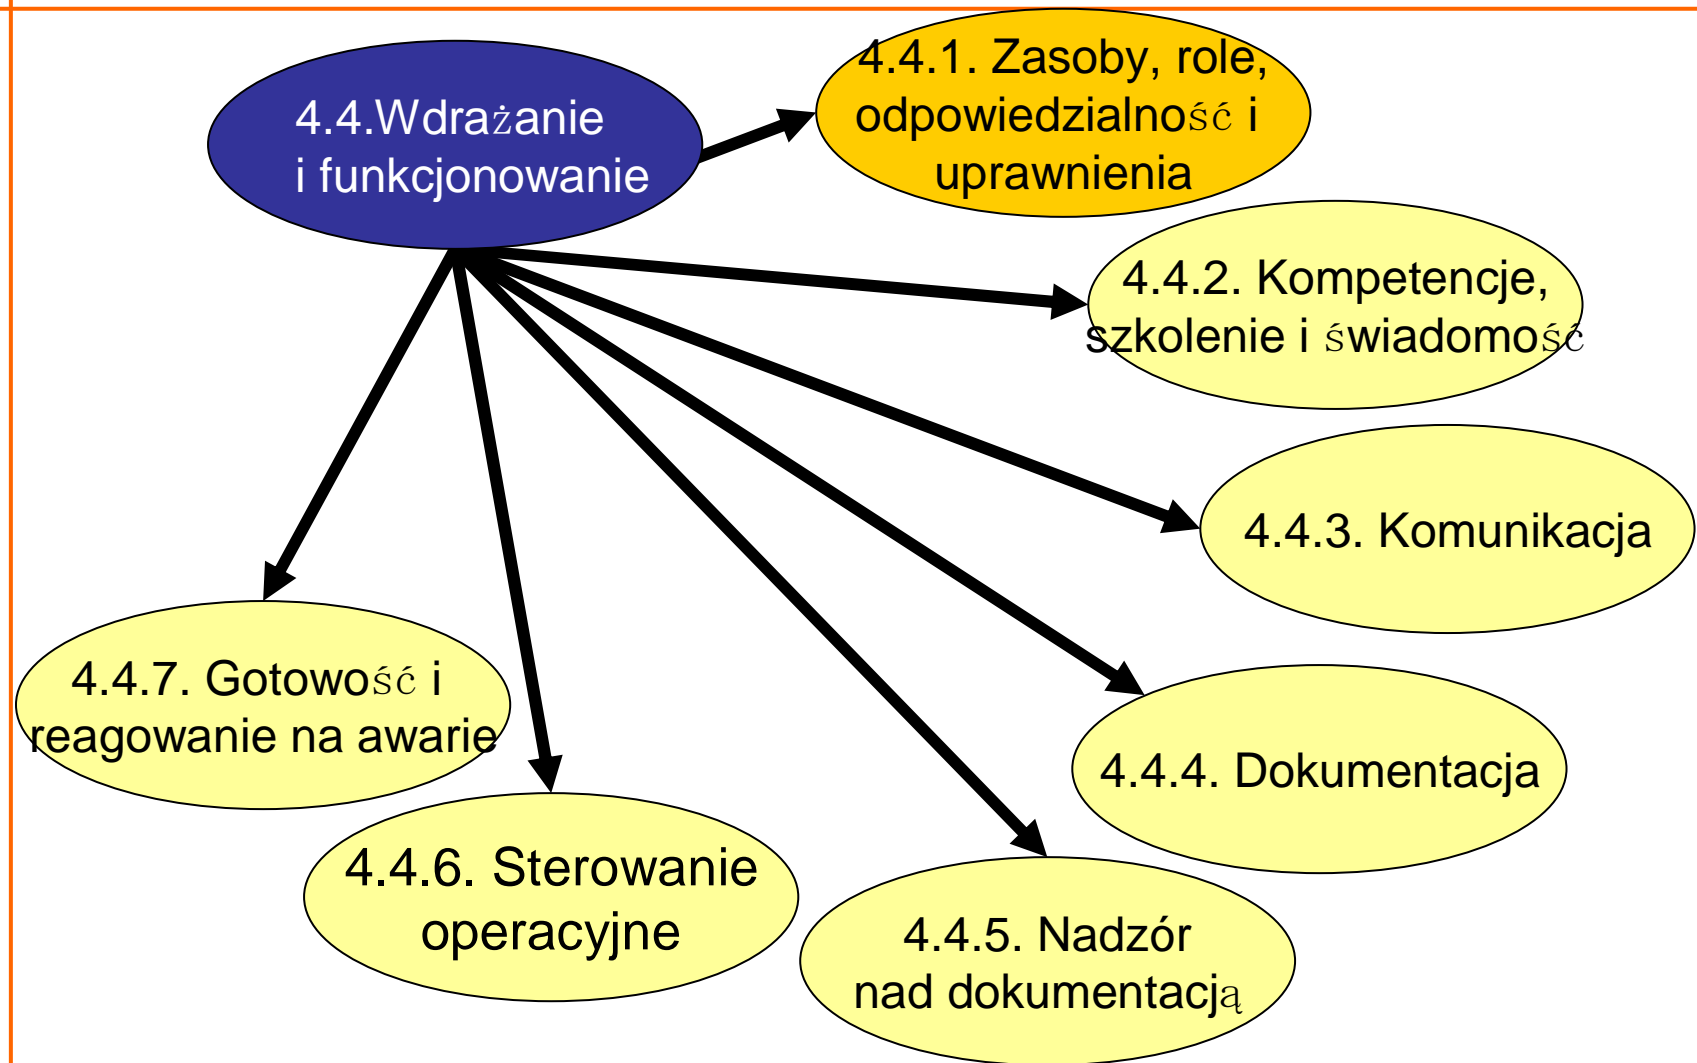 4.4.Wdrażanie
i funkcjonowanie
4.4.1. Zasoby, role,
odpowiedzialność i
uprawnienia
4.4.2. Kompetencje,
szkolenie i świadomość
4.4.3. Komunikacja
4.4.4. Dokumentacja
4.4.5. Nadzór
nad dokumentacją
4.4.6. Sterowanie
operacyjne
4.4.7. Gotowość i
reagowanie na awarie